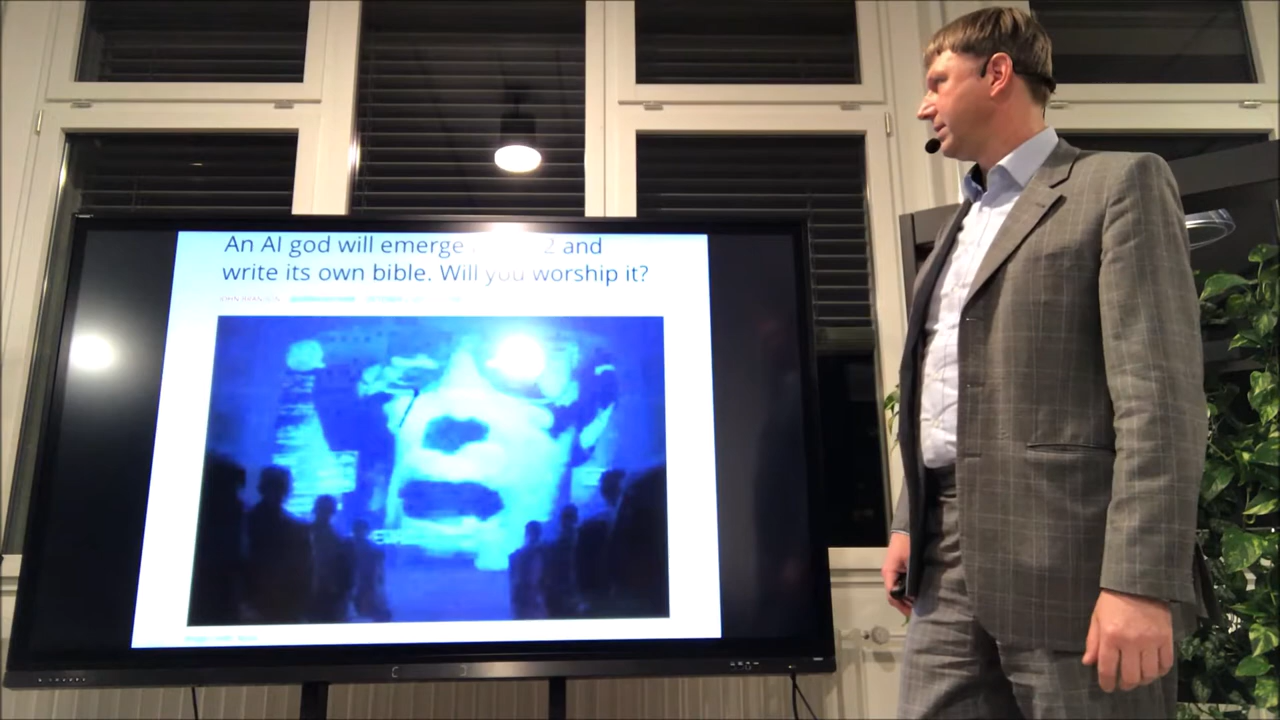 An AI god will emerge 2 and
write its own bible. Will you worship it?